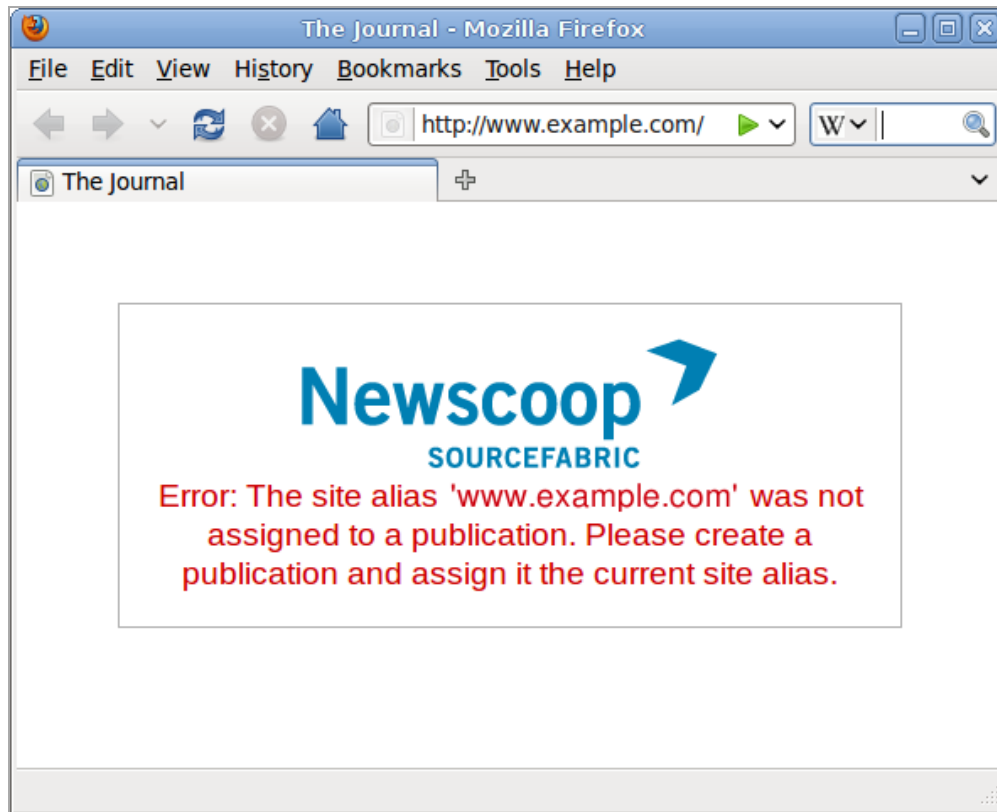 The Journal - Mozilla Firefox
File Edit View History Bookmarks Tools Help
http://www.example.com/ W
The Journal
Newscoop
SOURCEFABRIC
Error: The site alias 'www.example.com' was not
assigned to a publication. Please create a
publication and assign it the current site alias.